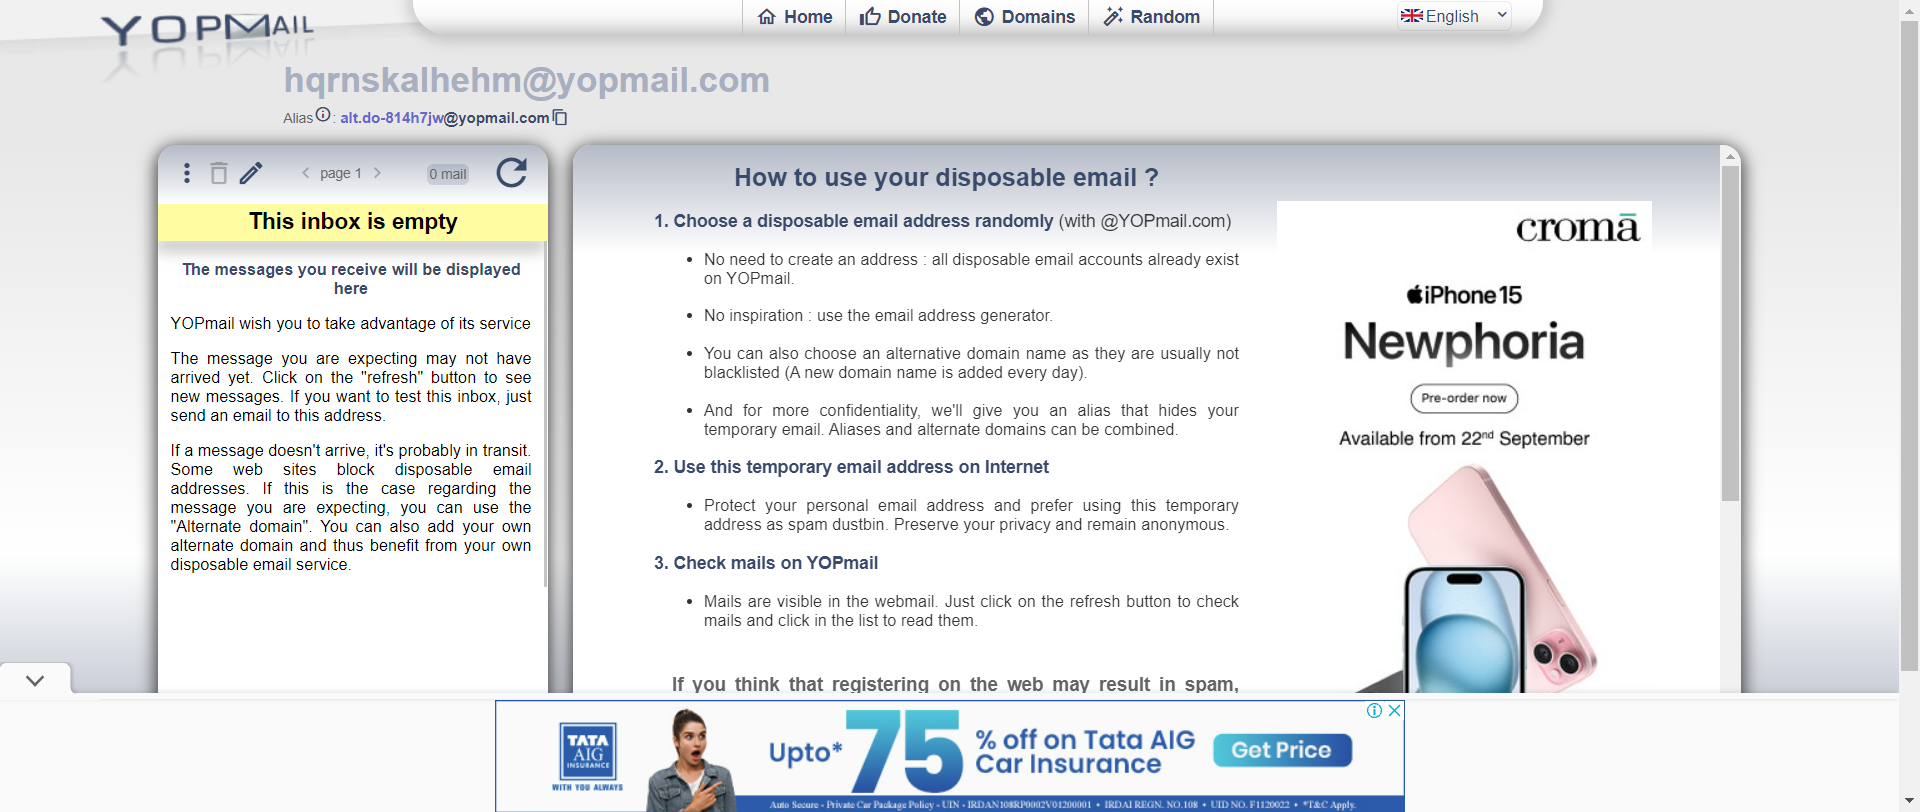 YOPMAIL
Home
Donate
Domains
Random
English
hqrnskalhehm@yopmail.com
Alias : alt.do-814h7jw@yopmail.com
page 1
0 mail
This inbox is empty
The messages you receive will be displayed
here
YOPmail wish you to take advantage of its service
The message you are expecting may not have
arrived yet. Click on the "refresh" button to see
new messages. If you want to test this inbox, just
send an email to this address.
If a message doesn't arrive, it's probably in transit.
Some web sites block disposable email
addresses. If this is the case regarding the
message you are expecting, you can use the
"Alternate domain". You can also add your own
alternate domain and thus benefit from your own
disposable email service.
How to use your disposable email ?
1. Choose a disposable email address randomly (with @YOPmail.com)
• No need to create an address : all disposable email accounts already exist
on YOPmail.
• No inspiration : use the email address generator.
• You can also choose an alternative domain name as they are usually not
blacklisted (A new domain name is added every day).
• And for more confidentiality, we'll give you an alias that hides your
temporary email. Aliases and alternate domains can be combined.
2. Use this temporary email address on Internet
• Protect your personal email address and prefer using this temporary
address as spam dustbin. Preserve your privacy and remain anonymous.
3. Check mails on YOPmail
• Mails are visible in the webmail. Just click on the refresh button to check
mails and click in the list to read them.
If you think that registering on the web may result in spam,
cromā
iPhone 15
Newphoria
Pre-order now
Available from 22nd September
TATA
AIG
INSURANCE
WITH YOU ALWAYS
Upto* 75 % off on Tata AIG
Car Insurance
Get Price
Auto Secure - Private Car Package Policy - UIN - IRDAN108RP0002V01200001 • IRDAI REGN. NO.108 • UID NO. F1120022 • *T&C Apply.